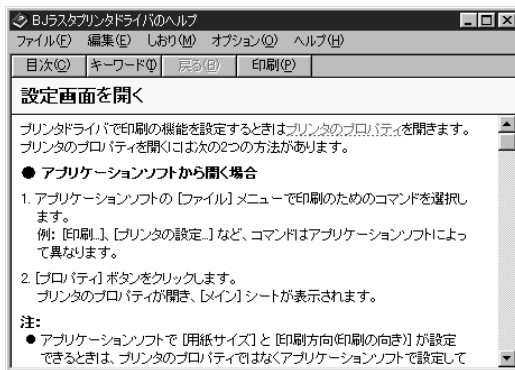 BJラスタプリンタドライバのヘルプ
ファイル(F) 編集(E) しおり(M) オプション(O) ヘルプ(H)
目次(C) キーワード(I) 戻る(B) 印刷(P)
設定画面を開く
プリンタドライバで印刷の機能を設定するときはプリンタのプロパティを開きます。
プリンタのプロパティを開くには次の2つの方法があります。
● アプリケーションソフトから開く場合
1. アプリケーションソフトの [ファイル] メニューで印刷のためのコマンドを選択し
ます。
例: [印刷...]、[プリンタの設定...] など、コマンドはアプリケーションソフトによっ
て異なります。
2. [プロパティ] ボタンをクリックします。
プリンタのプロパティが開き、[メイン] シートが表示されます。
注:
● アプリケーションソフトで [用紙サイズ] と [印刷方向(印刷の向き)] が設定
できるときは、プリンタのプロパティではなくアプリケーションソフトで設定して